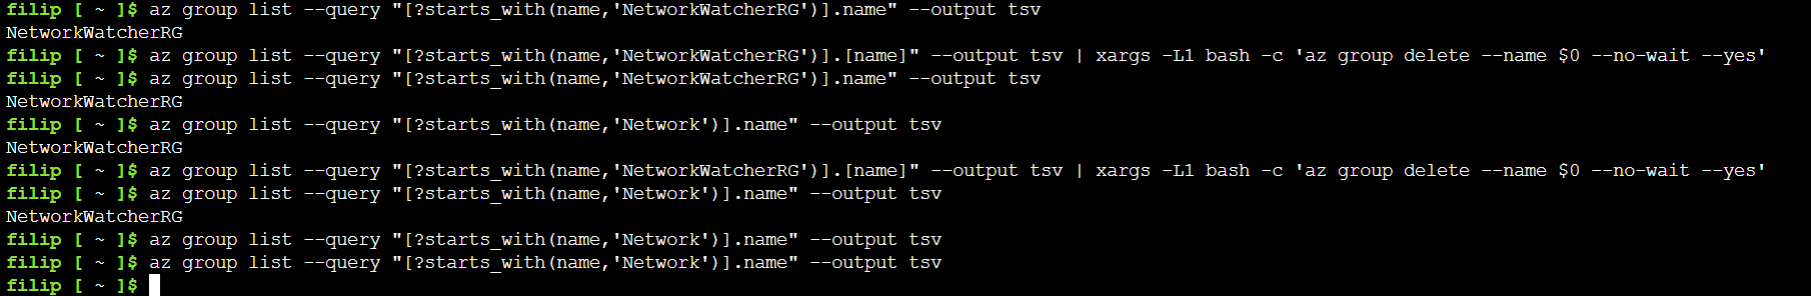 filip [ ~ ]$ az group list --query "[?starts_with(name,'NetworkWatcherRG')].name" --output tsv
NetworkWatcherRG
filip [ ~ ]$ az group list --query "[?starts_with(name,'NetworkWatcherRG')].[name]" --output tsv | xargs -L1 bash -c 'az group delete --name $0 --no-wait --yes'
filip [ ~ ]$ az group list --query "[?starts_with(name,'NetworkWatcherRG')].name" --output tsv
NetworkWatcherRG
filip [ ~ ]$ az group list --query "[?starts_with(name,'Network')].name" --output tsv
NetworkWatcherRG
filip [ ~ ]$ az group list --query "[?starts_with(name,'NetworkWatcherRG')].[name]" --output tsv | xargs -L1 bash -c 'az group delete --name $0 --no-wait --yes'
filip [ ~ ]$ az group list --query "[?starts_with(name,'Network')].name" --output tsv
NetworkWatcherRG
filip [ ~ ]$ az group list --query "[?starts_with(name,'Network')].name" --output tsv
filip [ ~ ]$ az group list --query "[?starts_with(name,'Network')].name" --output tsv
filip [ ~ ]$